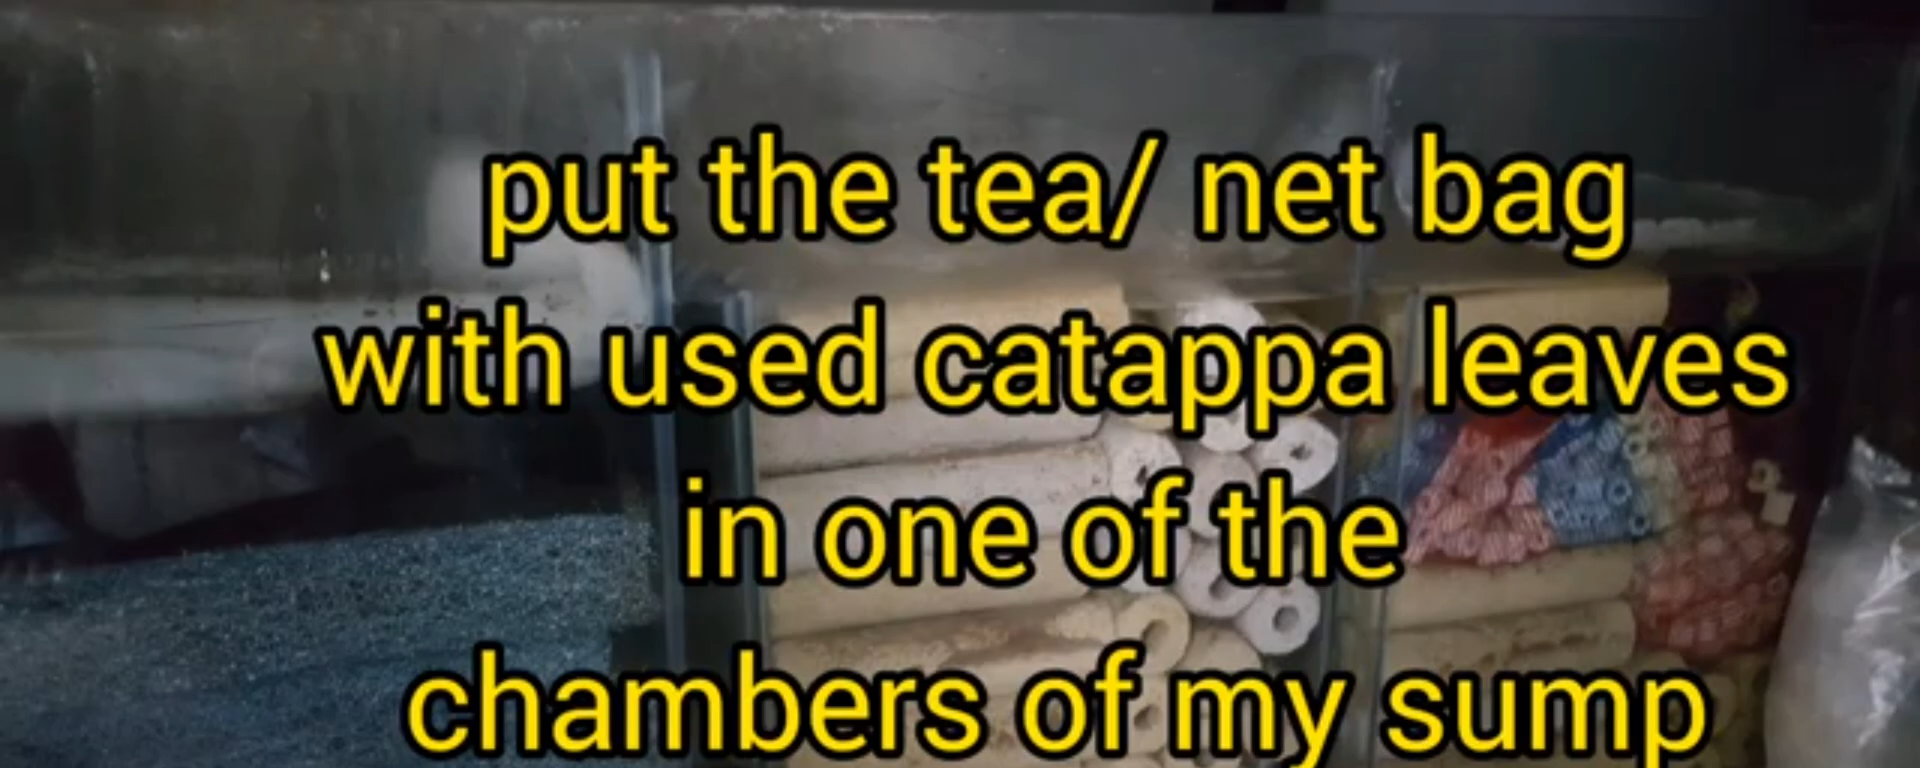 put the tea/ net bag
with used catappa leaves
in one of the
chambers of my sump